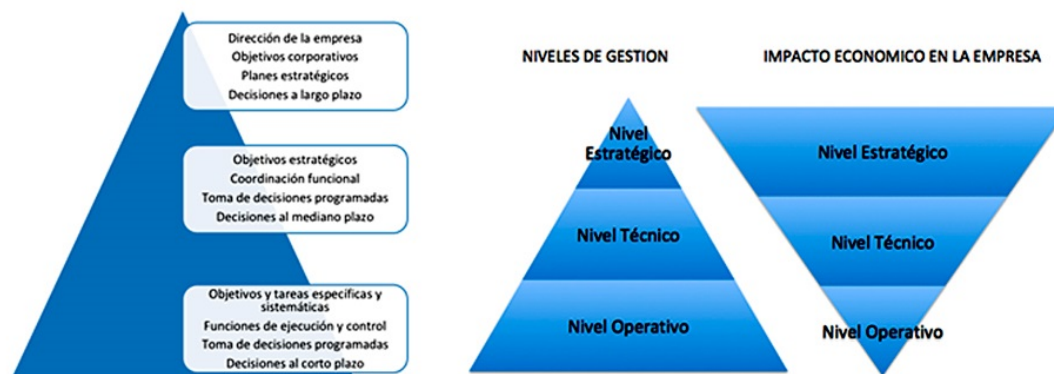 Dirección de la empresa
Objetivos corporativos
Planes estratégicos
Decisiones a largo plazo
Objetivos estratégicos
Coordinación funcional
Toma de decisiones programadas
Decisiones al mediano plazo
Objetivos y tareas específicas y
sistemáticas
Funciones de ejecución y control
Toma de decisiones programadas
Decisiones al corto plazo
NIVELES DE GESTION
Nivel
Estratégico
Nivel Técnico
Nivel Operativo
IMPACTO ECONOMICO EN LA EMPRESA
Nivel Estratégico
Nivel Técnico
Nivel Operativo